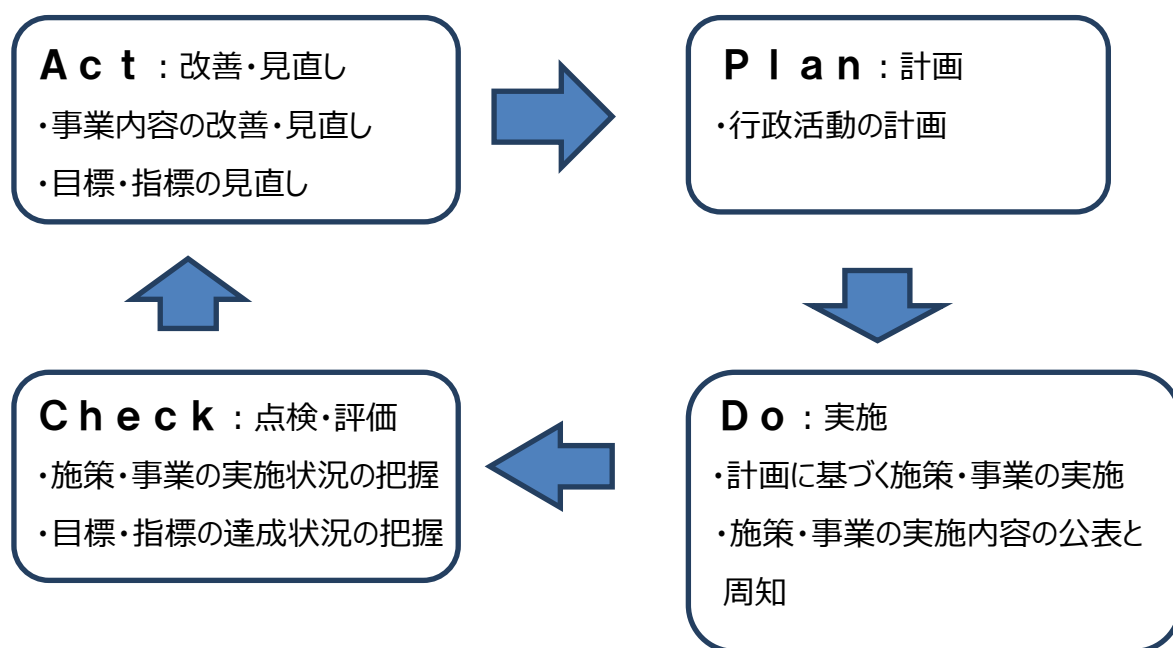 Act：改善・見直し
・事業内容の改善・見直し
・目標・指標の見直し
Plan：計画
・行政活動の計画
Check：点検・評価
・施策・事業の実施状況の把握
・目標・指標の達成状況の把握
Do：実施
・計画に基づく施策・事業の実施
・施策・事業の実施内容の公表と
周知